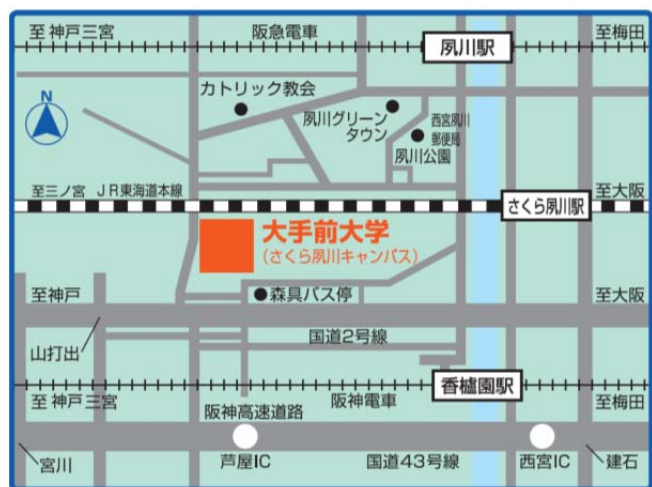 至 神戸三宮
阪急電車
夙川駅
至梅田
カトリック教会
N
夙川グリーン
タウン
西宮夙川
郵便局
夙川公園
至三ノ宮 JR東海道本線
さくら夙川駅
至大阪
大手前大学
(さくら夙川キャンパス)
至神戸
森具バス停
至大阪
国道2号線
山打出
香櫨園駅
至 神戸三宮
阪神高速道路
阪神電車
至梅田
宮川
芦屋IC
国道43号線
西宮IC
建石